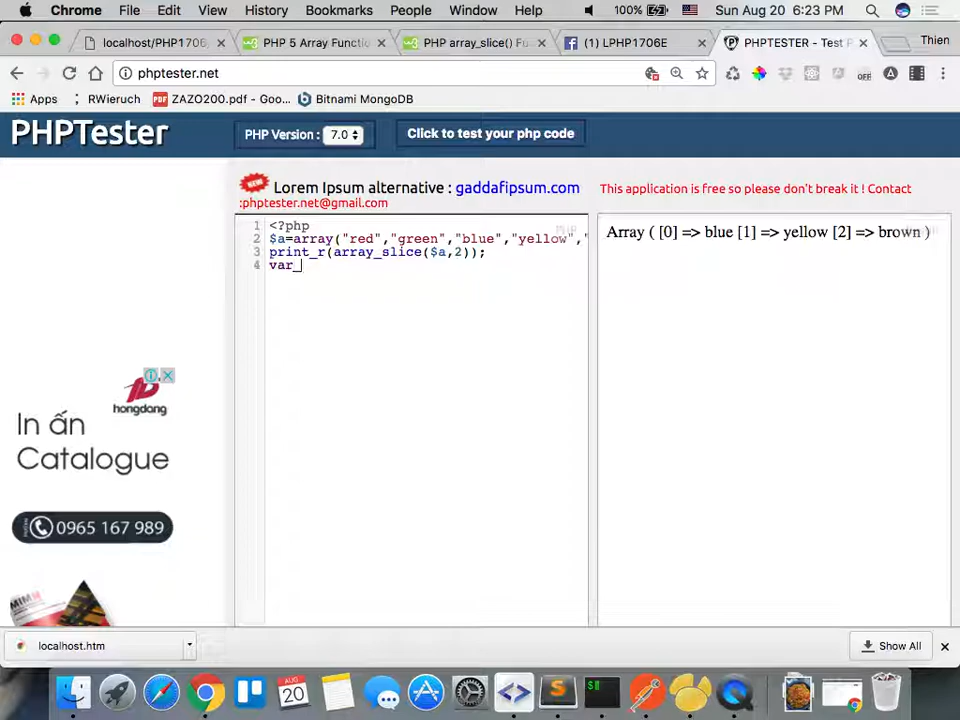 Chrome File Edit View History Bookmarks People Window Help 100% Sun Aug 20 6:23 PM
localhost/PHP1706 PHP 5 Array Functio PHP array_slice() Fu (1) LPHP1706E PHPTESTER - Test P Thien
phptester.net OFF
Apps RWieruch ZAZO200.pdf - Goo... Bitnami MongoDB
PHPTester PHP Version : 7.0 Click to test your php code
NEW Lorem Ipsum alternative : gaddafipsum.com This application is free so please don't break it ! Contact
:phptester.net@gmail.com
1 <?php
2 $a=array("red","green","blue","yellow","
3 print_r(array_slice($a,2));
4 var_
Array ( [0] => blue [1] => yellow [2] => brown )
hongdang
In ấn
Catalogue
0965 167 989
localhost.htm Show All
AUG
20